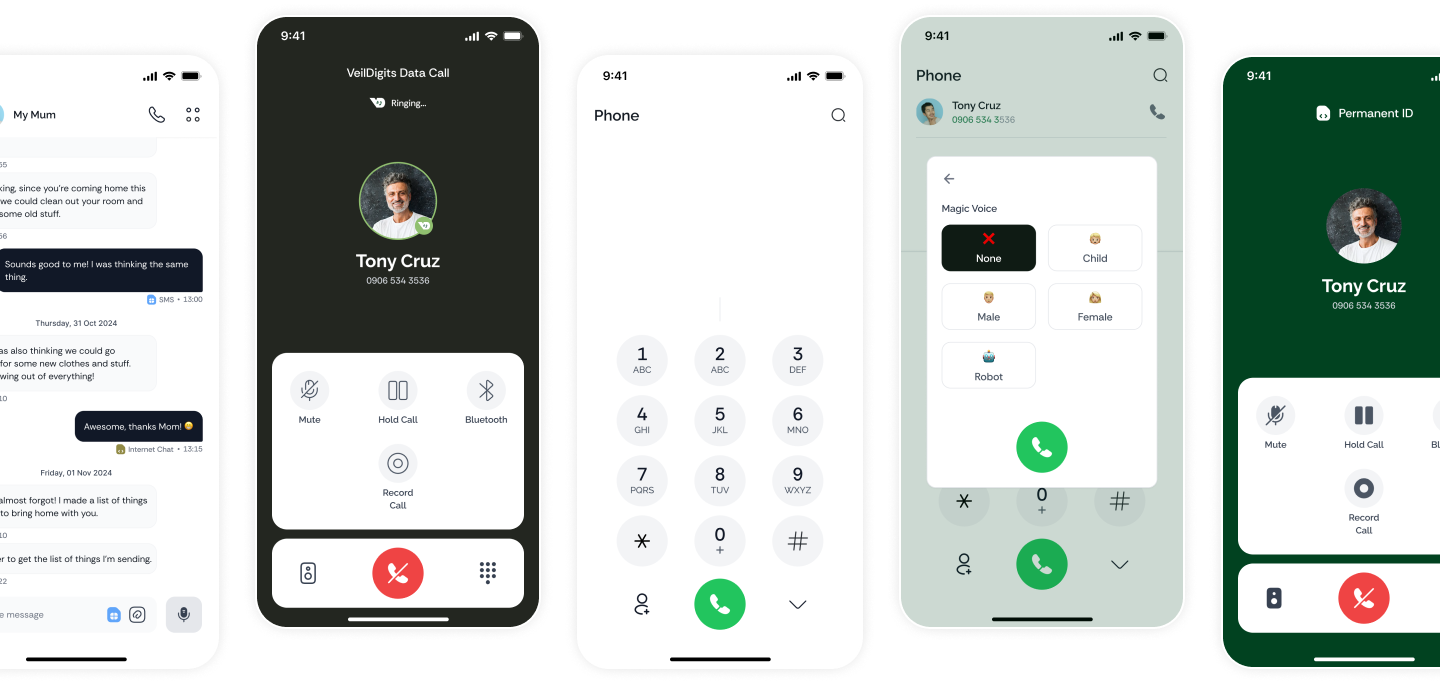 My Mum
55
king, since you're coming home this
we could clean out your room and
some old stuff.
56
Sounds good to me! I was thinking the same
thing.
SMS • 13:00
Thursday, 31 Oct 2024
as also thinking we could go
for some new clothes and stuff.
wing out of everything!
10
Awesome, thanks Mom! 😀
Internet Chat • 13:15
Friday, 01 Nov 2024
almost forgot! I made a list of things
to bring home with you.
10
er to get the list of things I'm sending.
22
e message
9:41
VeilDigits Data Call
Ringing...
Tony Cruz
0906 534 3536
Mute
Hold Call
Bluetooth
Record
Call
9:41
Phone
1
ABC
2
ABC
3
DEF
4
GHI
5
JKL
6
MNO
7
PQRS
8
TUV
9
WXYZ
*
0
+
#
9:41
Phone
Tony Cruz
0906 534 3536
Magic Voice
None
Child
Male
Female
Robot
*
0
+
#
9:41
Permanent ID
Tony Cruz
0906 534 3536
Mute
Hold Call
Bl
Record
Call